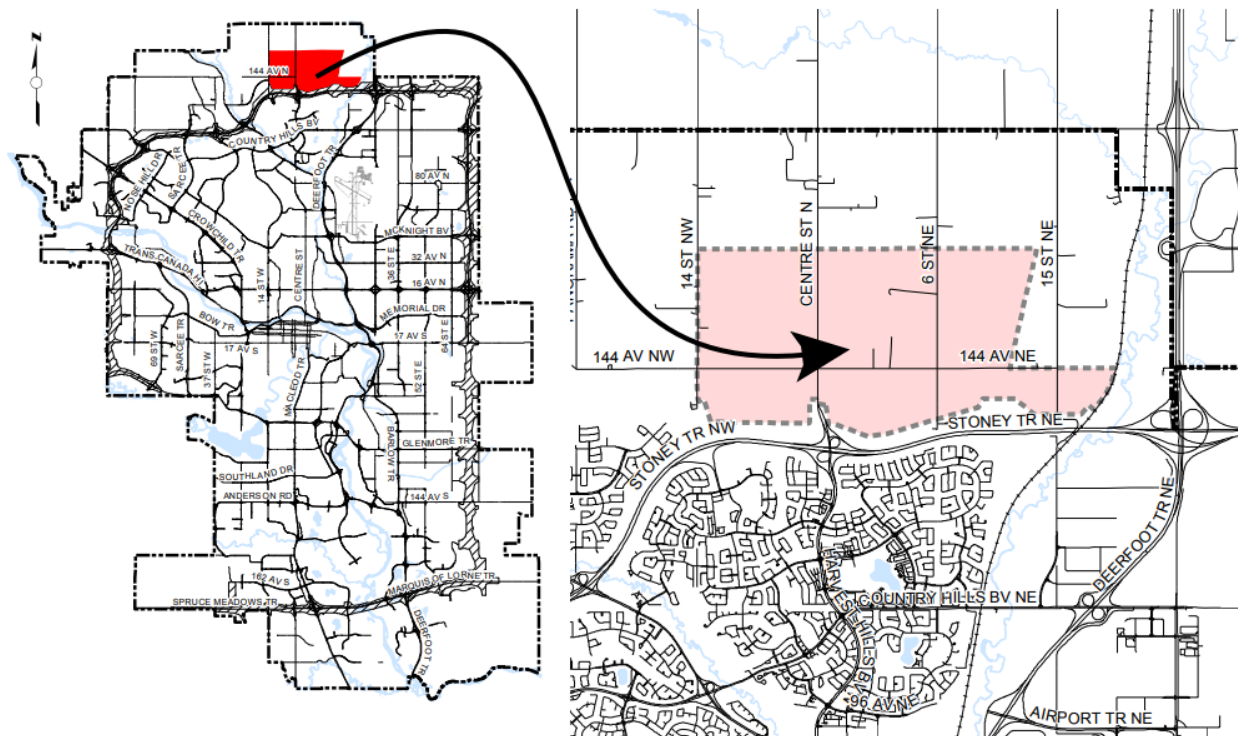 144 AV N
COUNTRY HILLS BV
NOSE HILL DR
SARCEE TR
DEERFOOT TR
80 AV N
CROWCHILD TR
MCKNIGHT BV
TRANS CANADA HI
14 ST W
CENTRE ST
36 ST E
32 AV N
16 AV N
BOW TR
MEMORIAL DR
69 ST W
SARCEE TR
37 ST W
17 AV S
17 AV S
52 ST E
64 ST E
MACLEOD TR
BARLOW TR
GLENMORE TR
SOUTHLAND DR
ANDERSON RD
144 AV S
162 AV S
MARQUIS OF LORNE TR
SPRUCE MEADOWS TR
DEERFOOT TR
14 ST NW
CENTRE ST N
6 ST NE
15 ST NE
144 AV NW
144 AV NE
STONEY TR NW
STONEY TR NE
DEERFOOT TR NE
HARVEST HILLS BV
COUNTRY HILLS BV NE
96 AV NE
AIRPORT TR NE